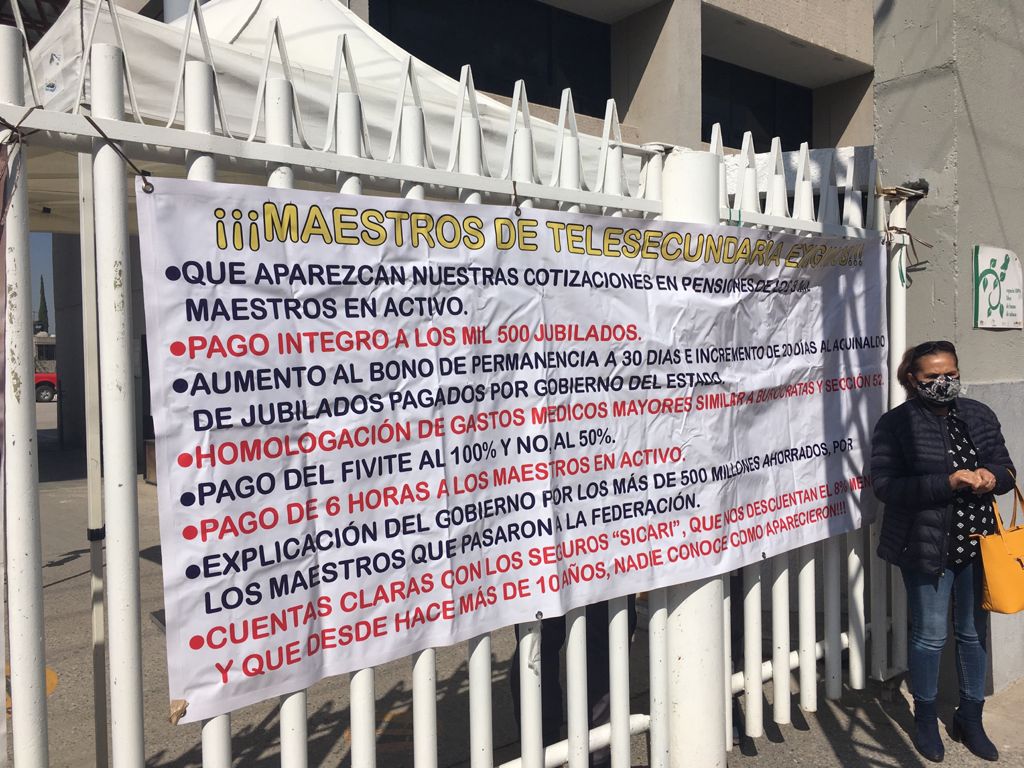 ¡¡¡MAESTROS DE TELESECUNDARIA EXIGIMOS!!!
•QUE APAREZCAN NUESTRAS COTIZACIONES EN PENSIONES DE LOS 3 MIL
MAESTROS EN ACTIVO.
•PAGO INTEGRO A LOS MIL 500 JUBILADOS.
•AUMENTO AL BONO DE PERMANENCIA A 30 DIAS E INCREMENTO DE 20 DIAS AL AGUINALDO
DE JUBILADOS PAGADOS POR GOBIERNO DEL ESTADO.
•HOMOLOGACIÓN DE GASTOS MEDICOS MAYORES SIMILAR A BUROCRATAS Y SECCIÓN 52.
•PAGO DEL FIVITE AL 100% Y NO AL 50%.
•PAGO DE 6 HORAS A LOS MAESTROS EN ACTIVO.
•EXPLICACIÓN DEL GOBIERNO POR LOS MÁS DE 500 MILLONES AHORRADOS, POR
LOS MAESTROS QUE PASARON A LA FEDERACIÓN.
•CUENTAS CLARAS CON LOS SEGUROS "SICARI", QUE NOS DESCUENTAN EL 8%
Y QUE DESDE HACE MÁS DE 10 AÑOS, NADIE CONOCE COMO APARECIERON!!!